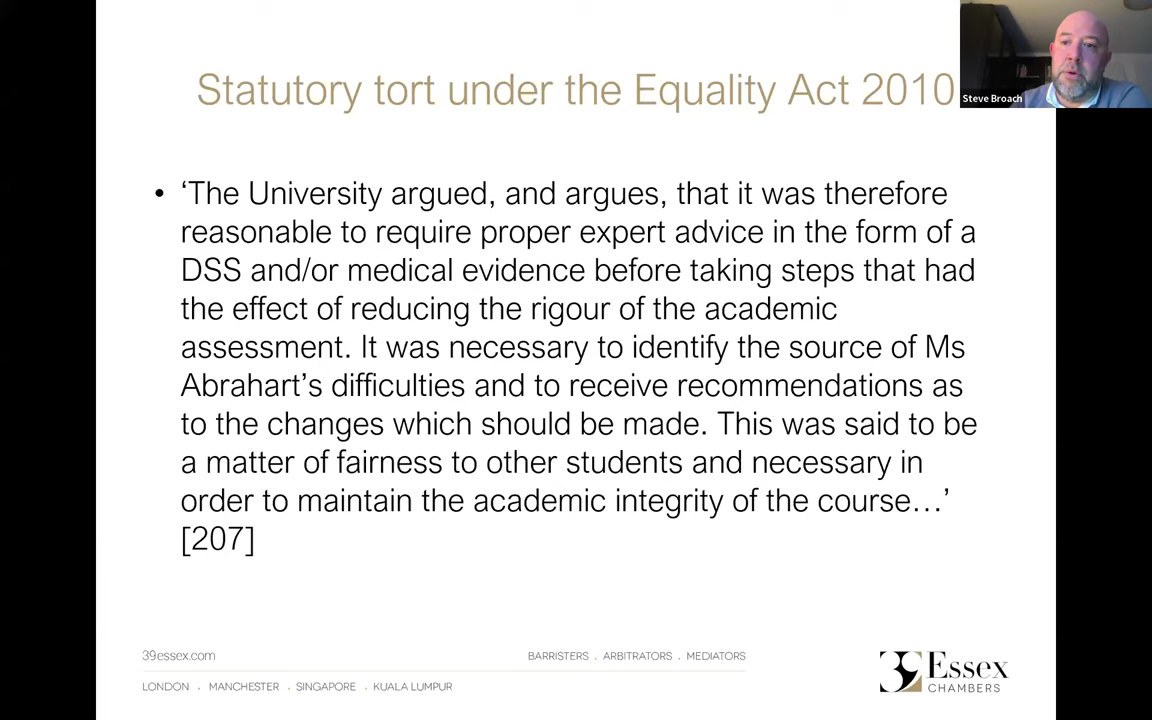 Statutory tort under the Equality Act 2010
Steve Broach
• ‘The University argued, and argues, that it was therefore
reasonable to require proper expert advice in the form of a
DSS and/or medical evidence before taking steps that had
the effect of reducing the rigour of the academic
assessment. It was necessary to identify the source of Ms
Abrahart’s difficulties and to receive recommendations as
to the changes which should be made. This was said to be
a matter of fairness to other students and necessary in
order to maintain the academic integrity of the course…’
[207]
39essex.com
BARRISTERS . ARBITRATORS . MEDIATORS
LONDON . MANCHESTER . SINGAPORE . KUALA LUMPUR
39 Essex
CHAMBERS